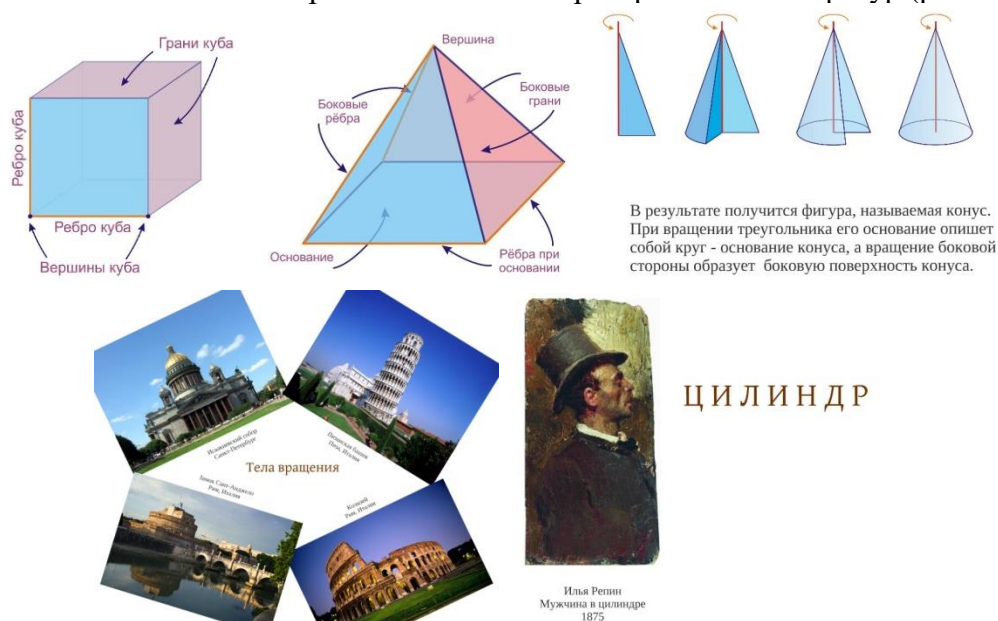 Грани куба
Ребро куба
Ребро куба
Вершины куба
Вершина
Боковые
рёбра
Боковые
грани
Основание
Рёбра при
основании
В результате получится фигура, называемая конус.
При вращении треугольника его основание опишет
собой круг - основание конуса, а вращение боковой
стороны образует боковую поверхность конуса.
Исаакиевский собор
Санкт-Петербург
Пизанская башня
Пиза, Италия
Тела вращения
Замок Сант-Анджело
Рим, Италия
Колизей
Рим, Италия
ЦИЛИНДР
Илья Репин
Мужчина в цилиндре
1875